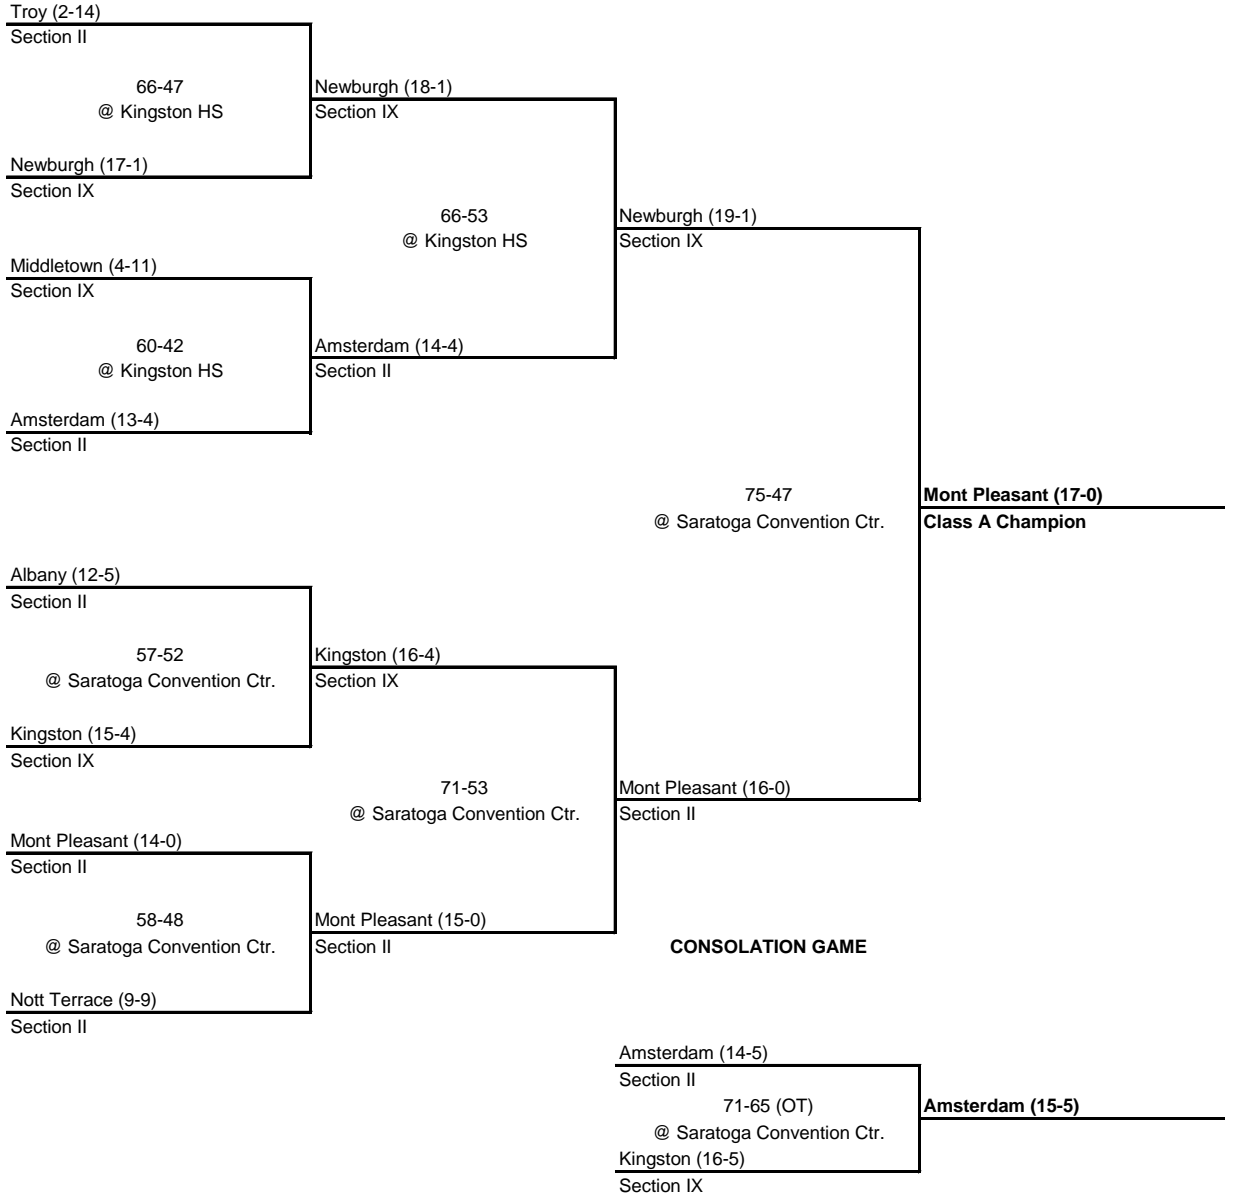 Troy (2-14)
Section II
66-47
@ Kingston HS
Newburgh (17-1)
Section IX
Newburgh (18-1)
Section IX
66-53
@ Kingston HS
Middletown (4-11)
Section IX
60-42
@ Kingston HS
Amsterdam (13-4)
Section II
Amsterdam (14-4)
Section II
Newburgh (19-1)
Section IX
75-47
@ Saratoga Convention Ctr.
Mont Pleasant (17-0)
Class A Champion
Albany (12-5)
Section II
57-52
@ Saratoga Convention Ctr.
Kingston (15-4)
Section IX
Kingston (16-4)
Section IX
71-53
@ Saratoga Convention Ctr.
Mont Pleasant (16-0)
Section II
Mont Pleasant (14-0)
Section II
58-48
@ Saratoga Convention Ctr.
Nott Terrace (9-9)
Section II
Mont Pleasant (15-0)
Section II
CONSOLATION GAME
Amsterdam (14-5)
Section II
71-65 (OT)
@ Saratoga Convention Ctr.
Kingston (16-5)
Section IX
Amsterdam (15-5)